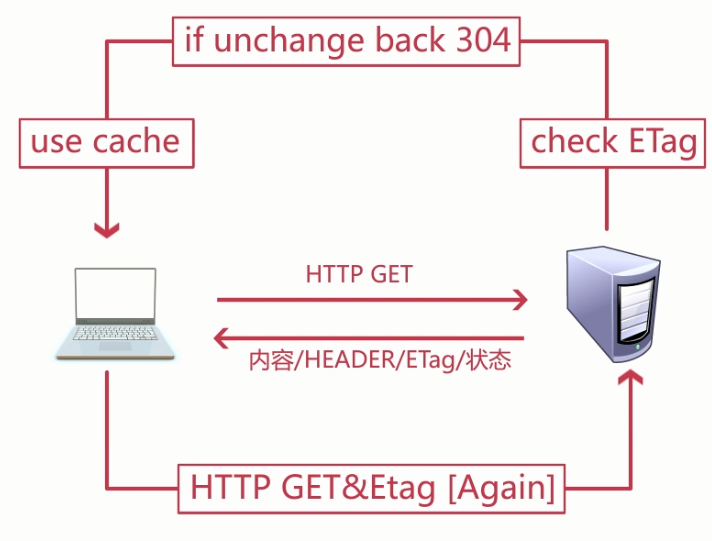 if unchange back 304
use cache
check ETag
HTTP GET
内容/HEADER/ETag/状态
HTTP GET&Etag [Again]